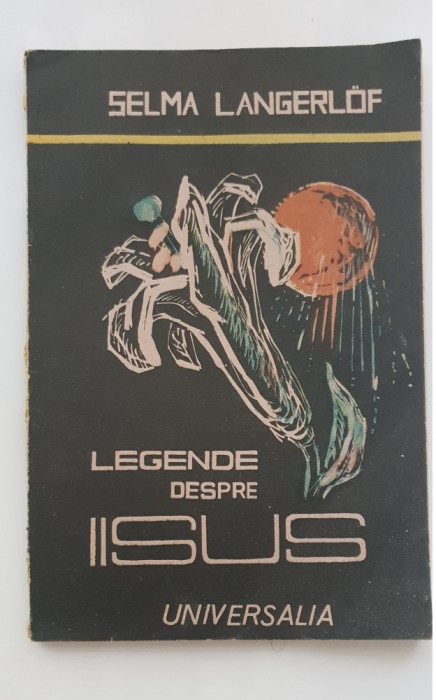 SELMA LANGERLÖF
LEGENDE
DESPRE
IISUS
UNIVERSALIA